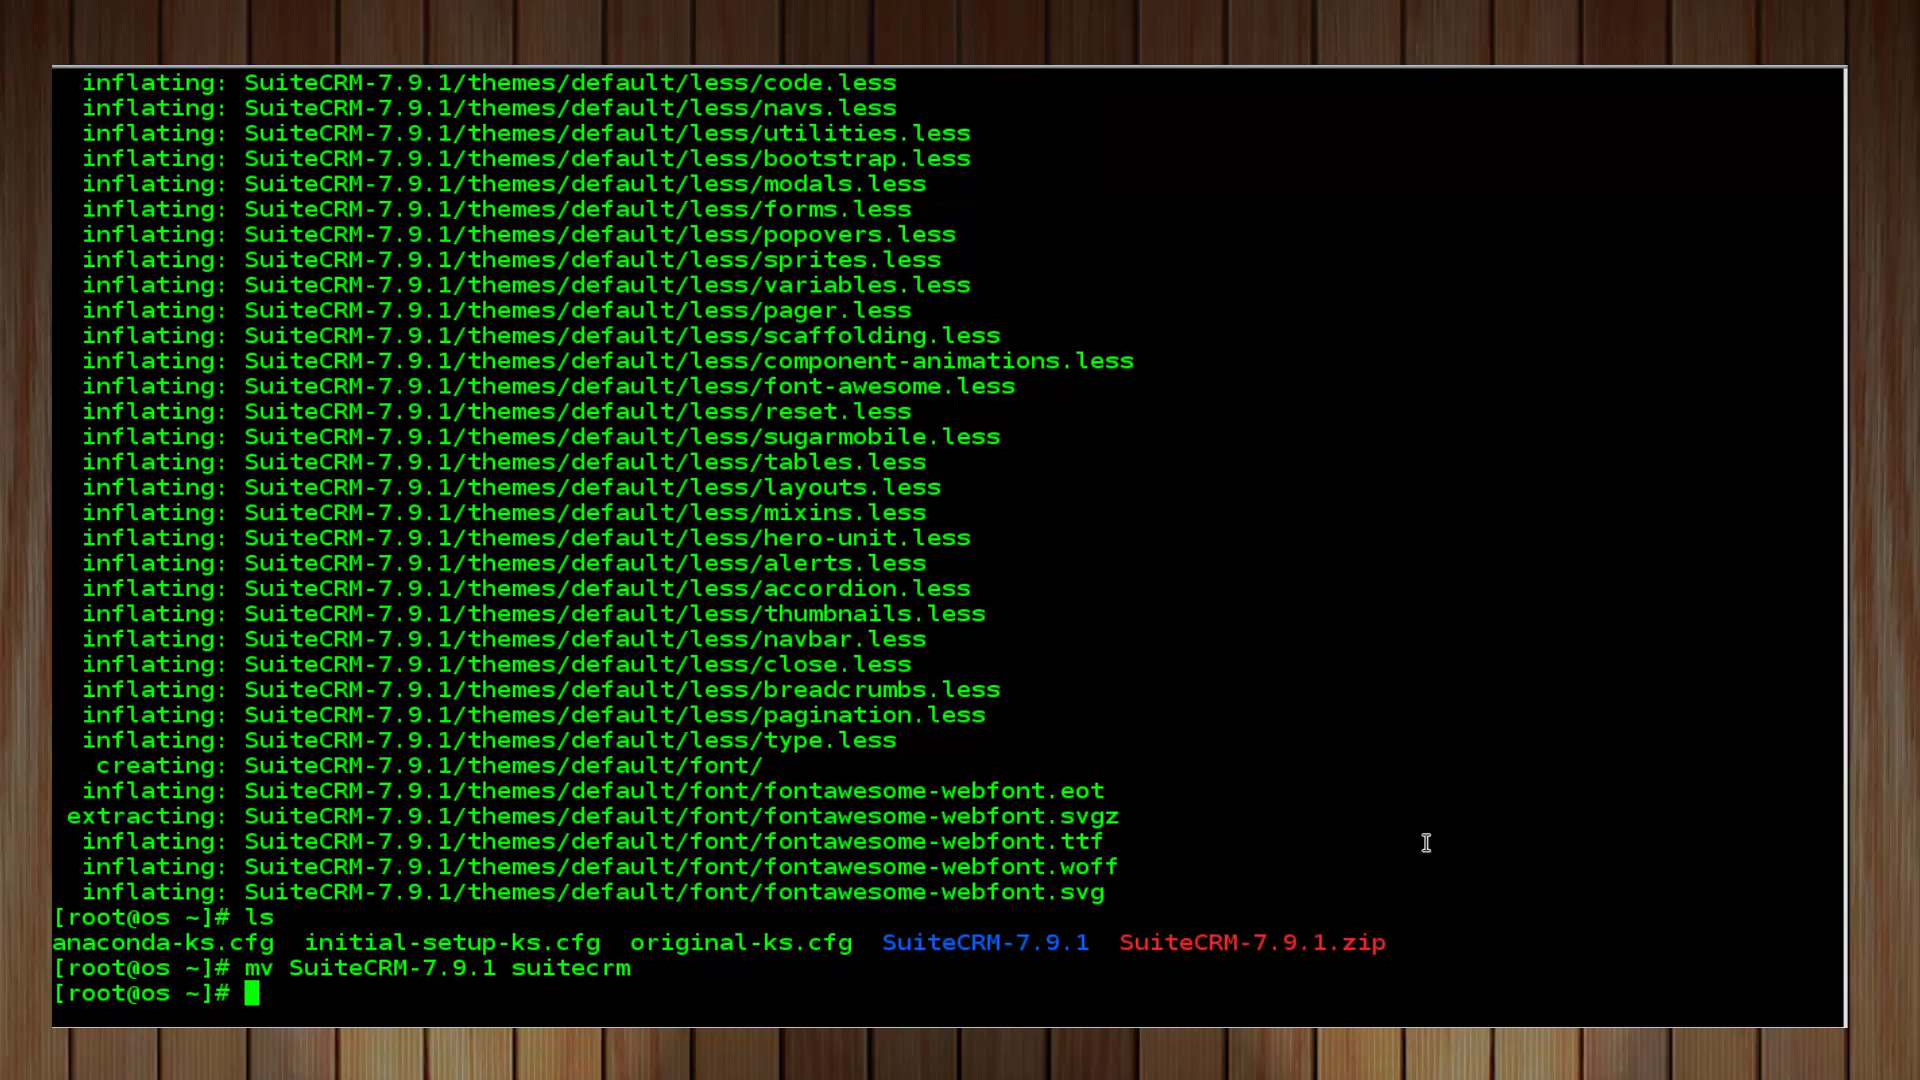 inflating: SuiteCRM-7.9.1/themes/default/less/code.less
inflating: SuiteCRM-7.9.1/themes/default/less/navs.less
inflating: SuiteCRM-7.9.1/themes/default/less/utilities.less
inflating: SuiteCRM-7.9.1/themes/default/less/bootstrap.less
inflating: SuiteCRM-7.9.1/themes/default/less/modals.less
inflating: SuiteCRM-7.9.1/themes/default/less/forms.less
inflating: SuiteCRM-7.9.1/themes/default/less/popovers.less
inflating: SuiteCRM-7.9.1/themes/default/less/sprites.less
inflating: SuiteCRM-7.9.1/themes/default/less/variables.less
inflating: SuiteCRM-7.9.1/themes/default/less/pager.less
inflating: SuiteCRM-7.9.1/themes/default/less/scaffolding.less
inflating: SuiteCRM-7.9.1/themes/default/less/component-animations.less
inflating: SuiteCRM-7.9.1/themes/default/less/font-awesome.less
inflating: SuiteCRM-7.9.1/themes/default/less/reset.less
inflating: SuiteCRM-7.9.1/themes/default/less/sugarmobile.less
inflating: SuiteCRM-7.9.1/themes/default/less/tables.less
inflating: SuiteCRM-7.9.1/themes/default/less/layouts.less
inflating: SuiteCRM-7.9.1/themes/default/less/mixins.less
inflating: SuiteCRM-7.9.1/themes/default/less/hero-unit.less
inflating: SuiteCRM-7.9.1/themes/default/less/alerts.less
inflating: SuiteCRM-7.9.1/themes/default/less/accordion.less
inflating: SuiteCRM-7.9.1/themes/default/less/thumbnails.less
inflating: SuiteCRM-7.9.1/themes/default/less/navbar.less
inflating: SuiteCRM-7.9.1/themes/default/less/close.less
inflating: SuiteCRM-7.9.1/themes/default/less/breadcrumbs.less
inflating: SuiteCRM-7.9.1/themes/default/less/pagination.less
inflating: SuiteCRM-7.9.1/themes/default/less/type.less
creating: SuiteCRM-7.9.1/themes/default/font/
inflating: SuiteCRM-7.9.1/themes/default/font/fontawesome-webfont.eot
extracting: SuiteCRM-7.9.1/themes/default/font/fontawesome-webfont.svgz
inflating: SuiteCRM-7.9.1/themes/default/font/fontawesome-webfont.ttf
inflating: SuiteCRM-7.9.1/themes/default/font/fontawesome-webfont.woff
inflating: SuiteCRM-7.9.1/themes/default/font/fontawesome-webfont.svg
[root@os ~]# ls
anaconda-ks.cfg  initial-setup-ks.cfg  original-ks.cfg  SuiteCRM-7.9.1  SuiteCRM-7.9.1.zip
[root@os ~]# mv SuiteCRM-7.9.1 suitecrm
[root@os ~]#